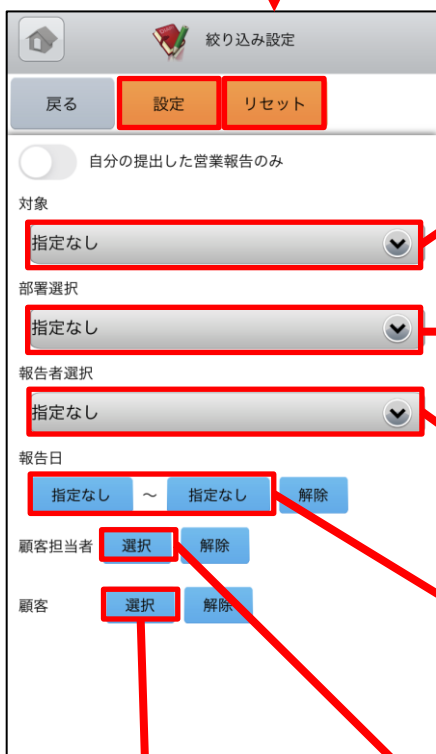 絞り込み設定
戻る 設定 リセット
自分の提出した営業報告のみ
対象
指定なし
部署選択
指定なし
報告者選択
指定なし
報告日
指定なし ～ 指定なし 解除
顧客担当者 選択 解除
顧客 選択 解除